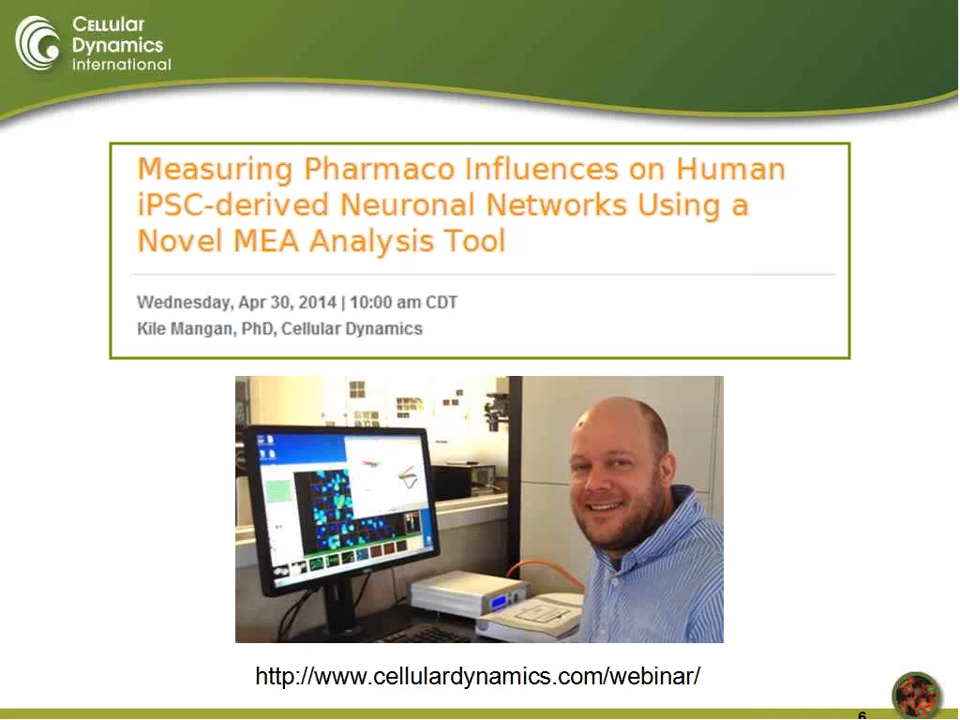 Cellular
Dynamics
international
Measuring Pharmaco Influences on Human
iPSC-derived Neuronal Networks Using a
Novel MEA Analysis Tool
Wednesday, Apr 30, 2014 | 10:00 am CDT
Kile Mangan, PhD, Cellular Dynamics
http://www.cellulardynamics.com/webinar/
6